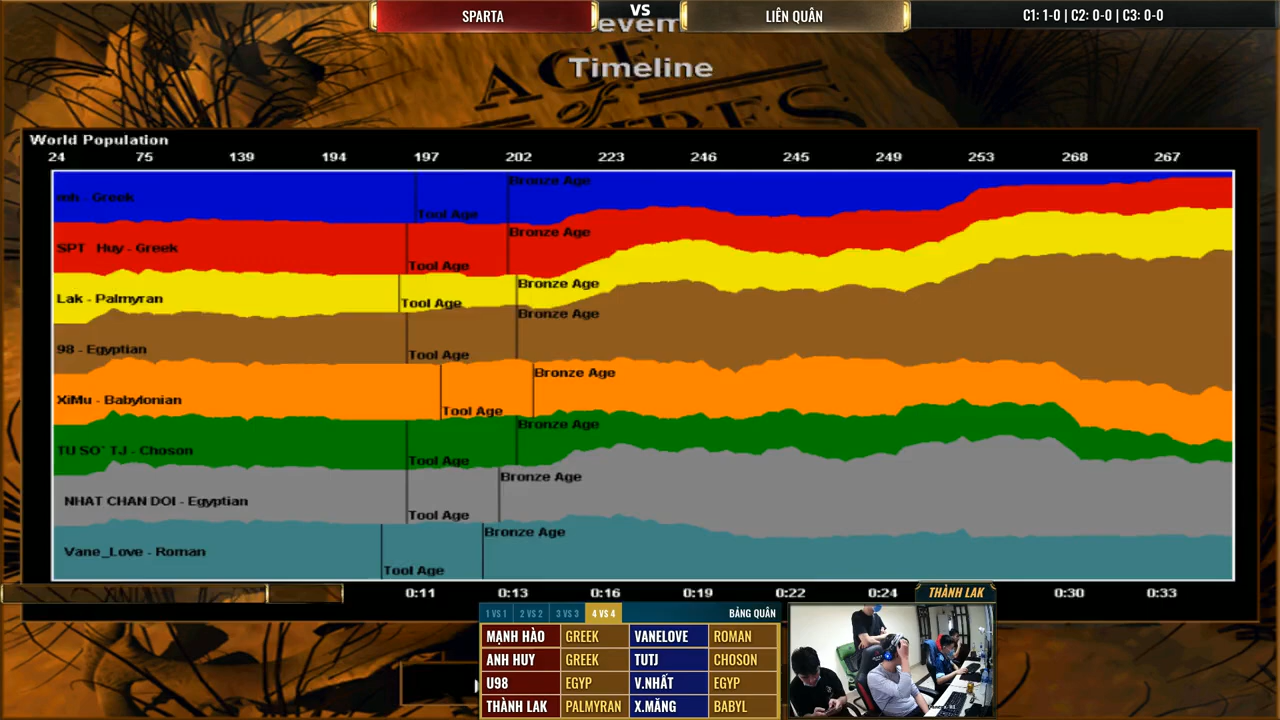 SPARTA
VS
LIÊN QUÂN
C1: 1-0 | C2: 0-0 | C3: 0-0
Timeline
World Population
24 75 139 194 197 202 223 246 245 249 253 268 267
Greek
Tool Age
Bronze Age
SPT Huy - Greek
Tool Age
Bronze Age
Lak - Palmyran
Tool Age
Bronze Age
98 - Egyptian
Tool Age
Bronze Age
XiMu - Babylonian
Tool Age
Bronze Age
TU SO` TJ - Choson
Tool Age
Bronze Age
NHAT CHAN DOI - Egyptian
Tool Age
Bronze Age
Vane_Love - Roman
Tool Age
Bronze Age
0:11 0:13 0:16 0:19 0:22 0:24 0:30 0:33
THÀNH LAK
1 VS 1 2 VS 2 3 VS 3 4 VS 4 BẢNG QUÂN
MẠNH HÀO GREEK VANELOVE ROMAN
ANH HUY GREEK TUTJ CHOSON
U98 EGYP V.NHẤT EGYP
THÀNH LAK PALMYRAN X.MĂNG BABYL